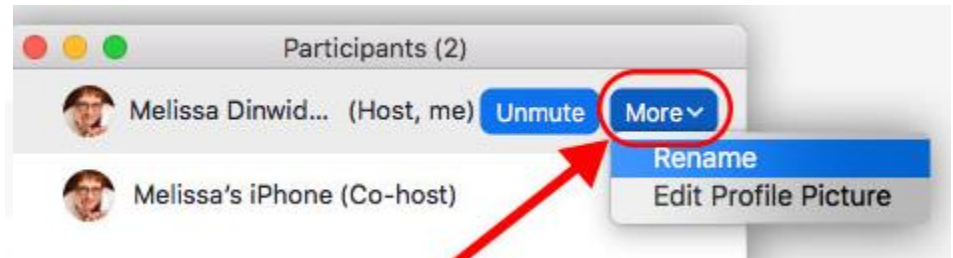 Participants (2)
Melissa Dinwid... (Host, me) Unmute More
Rename
Edit Profile Picture
Melissa's iPhone (Co-host)